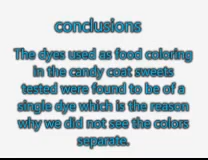 conclusions
The dyes used as food coloring
in the candy coat sweets
tested were found to be of a
single dye which is the reason
why we did not see the colors
separate.